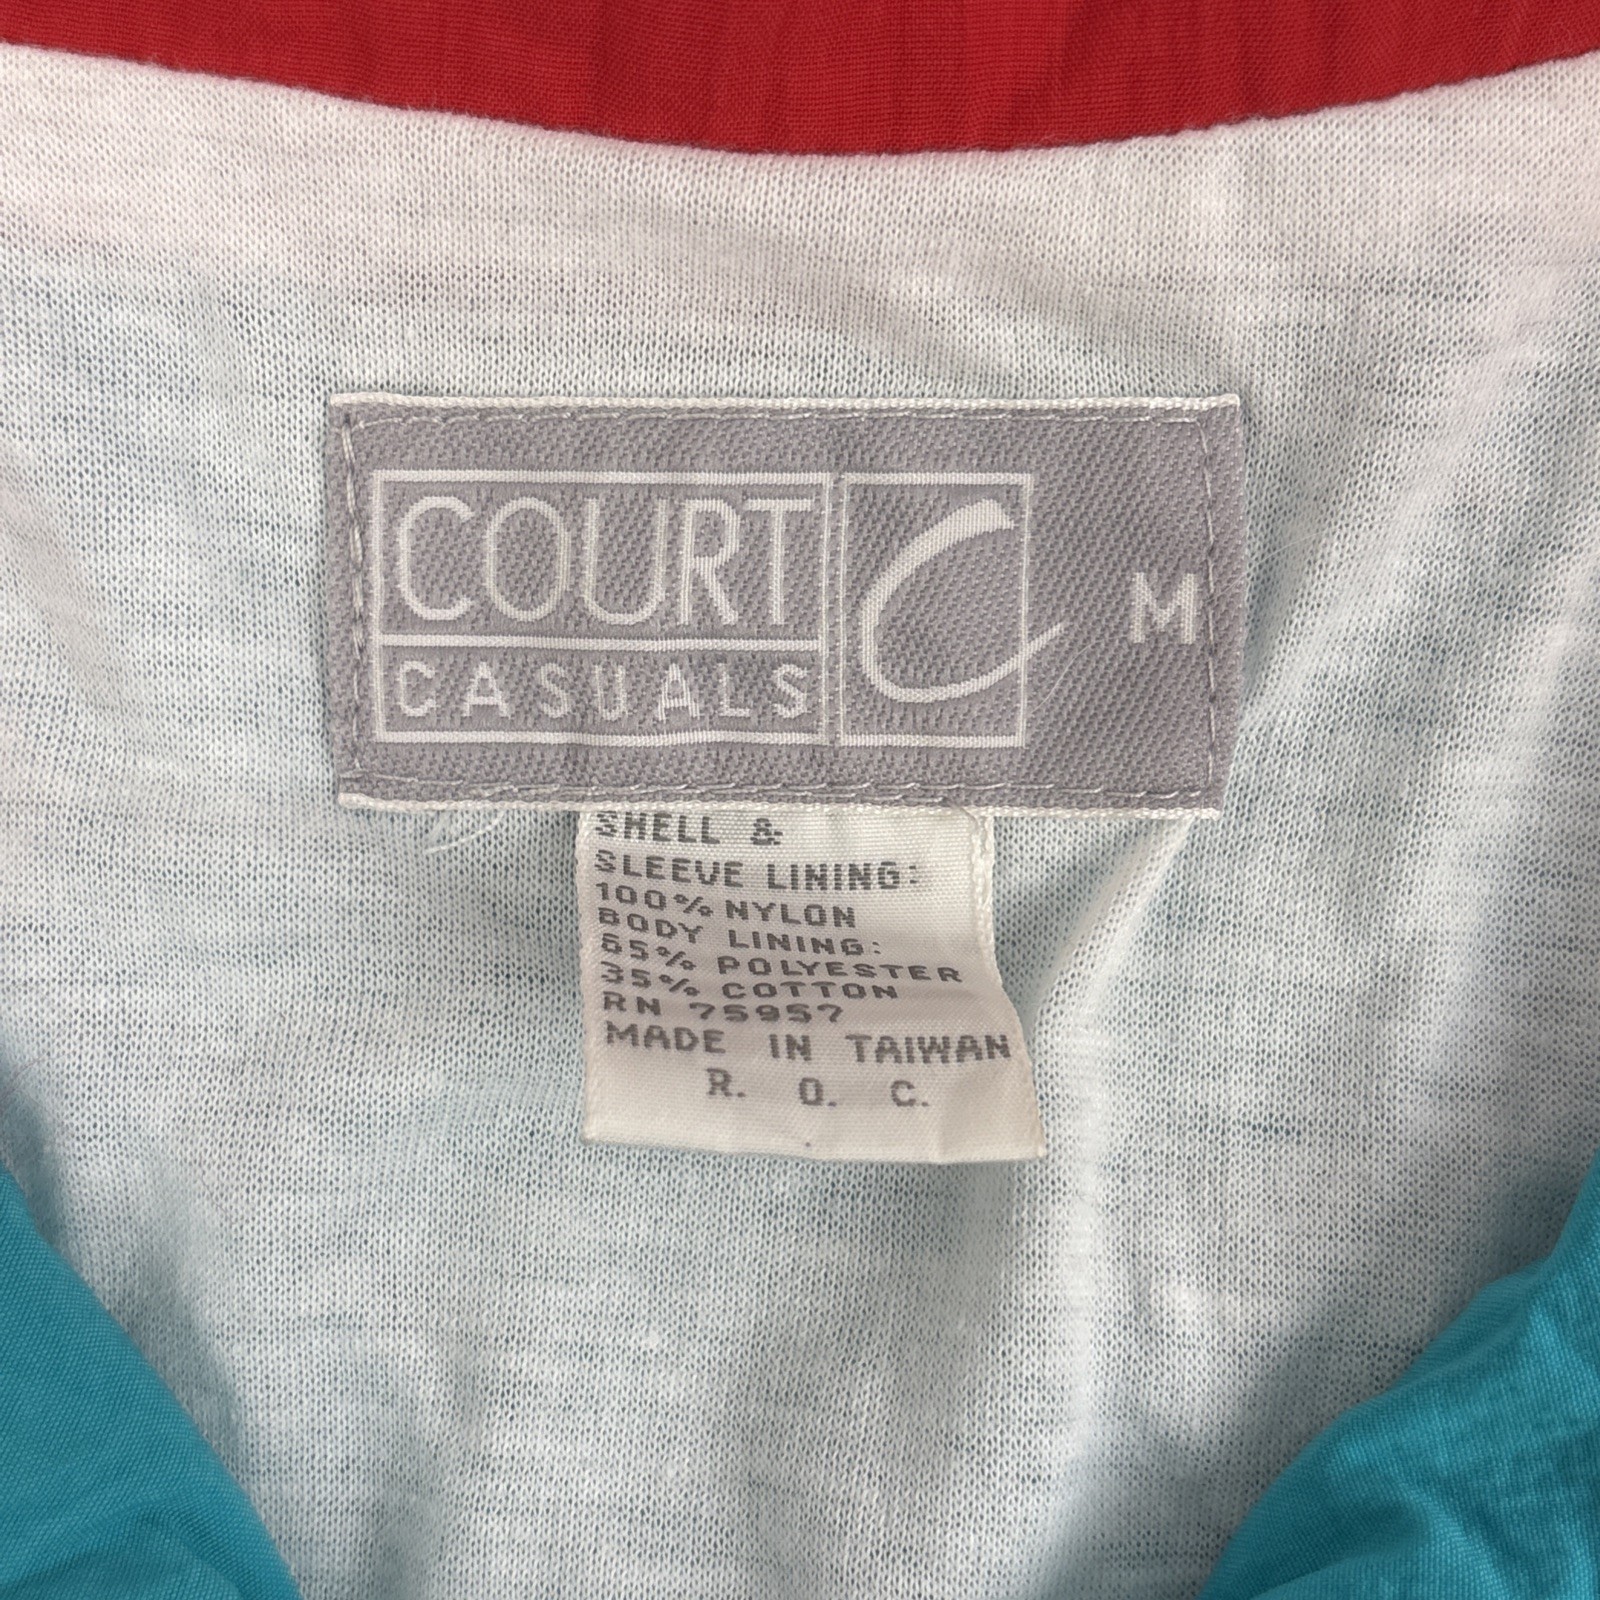 COURT
CASUALS
C
M
SHELL &
SLEEVE LINING:
100% NYLON
BODY LINING:
65% POLYESTER
35% COTTON
RN 75957
MADE IN TAIWAN
R. O. C.